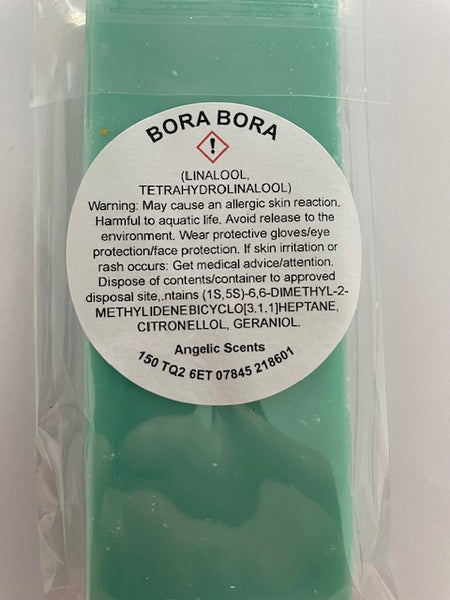 BORA BORA
!
(LINALOOL,
TETRAHYDROLINALOOL)
Warning: May cause an allergic skin reaction.
Harmful to aquatic life. Avoid release to the
environment. Wear protective gloves/eye
protection/face protection. If skin irritation or
rash occurs: Get medical advice/attention.
Dispose of contents/container to approved
disposal site,.ntains (1S,5S)-6,6-DIMETHYL-2-
METHYLIDENEBICYCLO[3.1.1]HEPTANE,
CITRONELLOL, GERANIOL.
Angelic Scents
150 TQ2 6ET 07845 218601